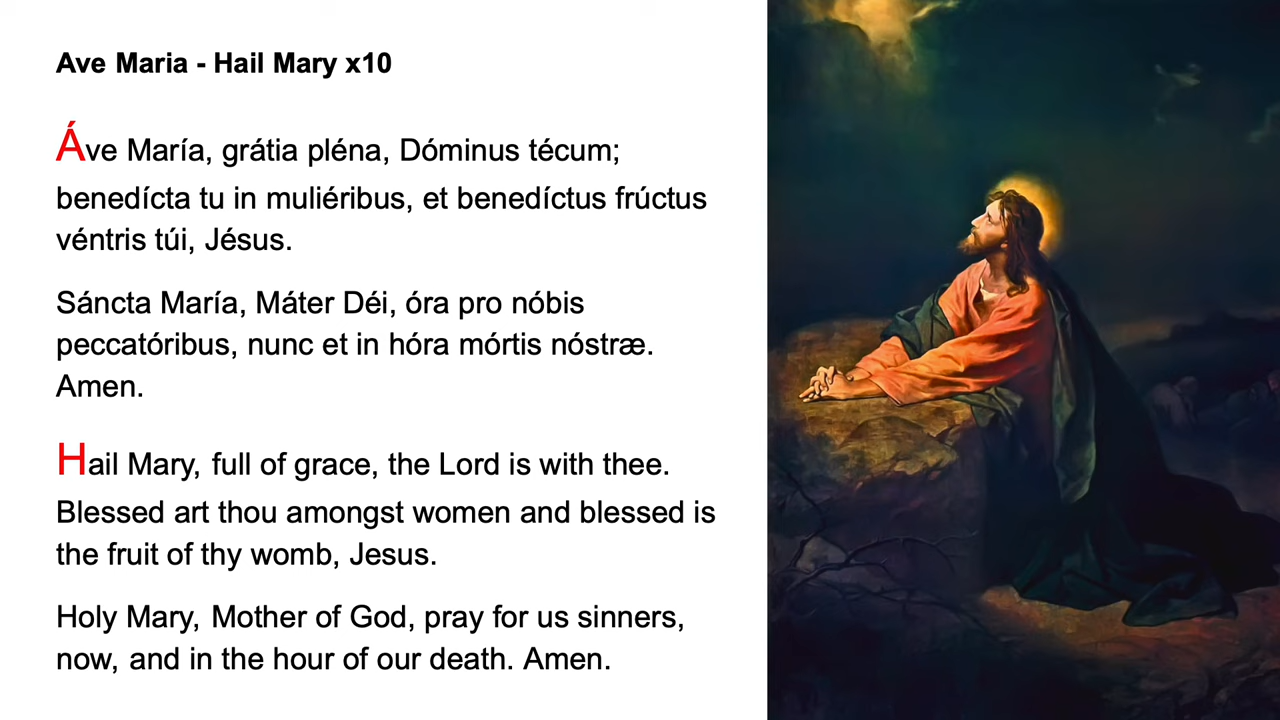 Ave Maria - Hail Mary x10
Áve María, grátia pléna, Dóminus técum;
benedícta tu in muliéribus, et benedíctus frúctus
véntris túi, Jésus.
Sáncta María, Máter Déi, óra pro nóbis
peccatóribus, nunc et in hóra mórtis nóstræ.
Amen.
Hail Mary, full of grace, the Lord is with thee.
Blessed art thou amongst women and blessed is
the fruit of thy womb, Jesus.
Holy Mary, Mother of God, pray for us sinners,
now, and in the hour of our death. Amen.